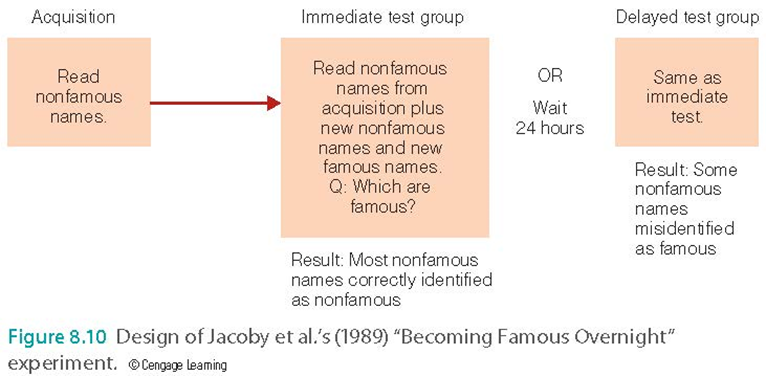 Acquisition
Read
nonfamous
names.
Immediate test group
Read nonfamous
names from
acquisition plus
new nonfamous
names and new
famous names.
Q: Which are
famous?
Result: Most nonfamous
names correctly identified
as nonfamous
OR
Wait
24 hours
Delayed test group
Same as
immediate
test.
Result: Some
nonfamous
names
misidentified
as famous
Figure 8.10 Design of Jacoby et al.’s (1989) “Becoming Famous Overnight”
experiment. © Cengage Learning